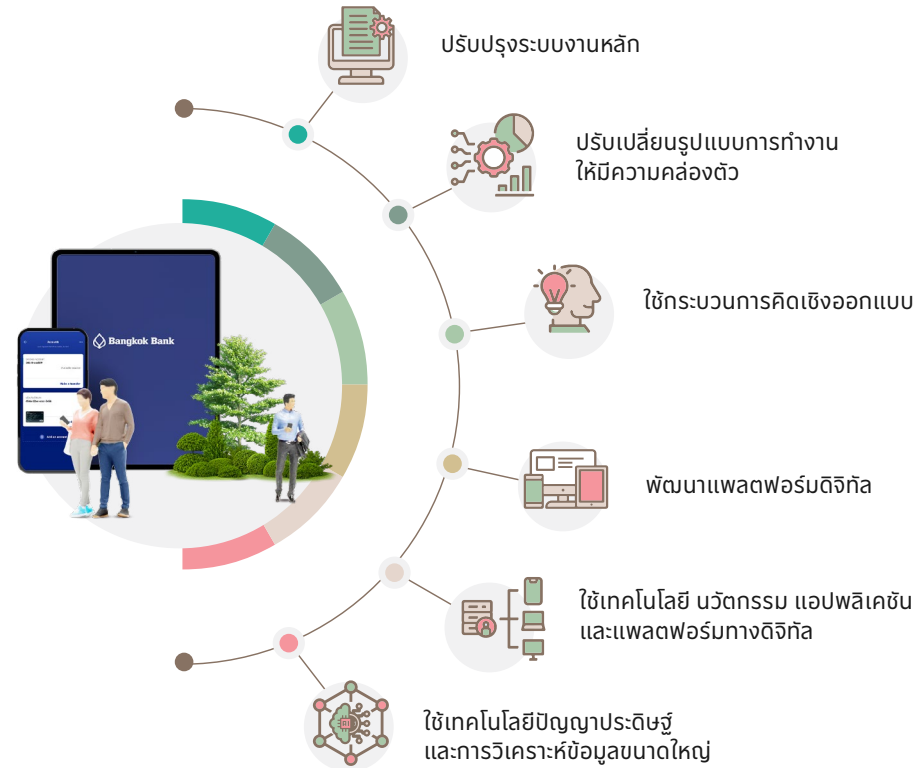 ปรับปรุงระบบงานหลัก
ปรับเปลี่ยนรูปแบบการทำงาน
ให้มีความคล่องตัว
ใช้กระบวนการคิดเชิงออกแบบ
Bangkok Bank
พัฒนาแพลตฟอร์มดิจิทัล
ใช้เทคโนโลยี นวัตกรรม แอปพลิเคชัน
และแพลตฟอร์มทางดิจิทัล
ใช้เทคโนโลยีปัญญาประดิษฐ์
และการวิเคราะห์ข้อมูลขนาดใหญ่